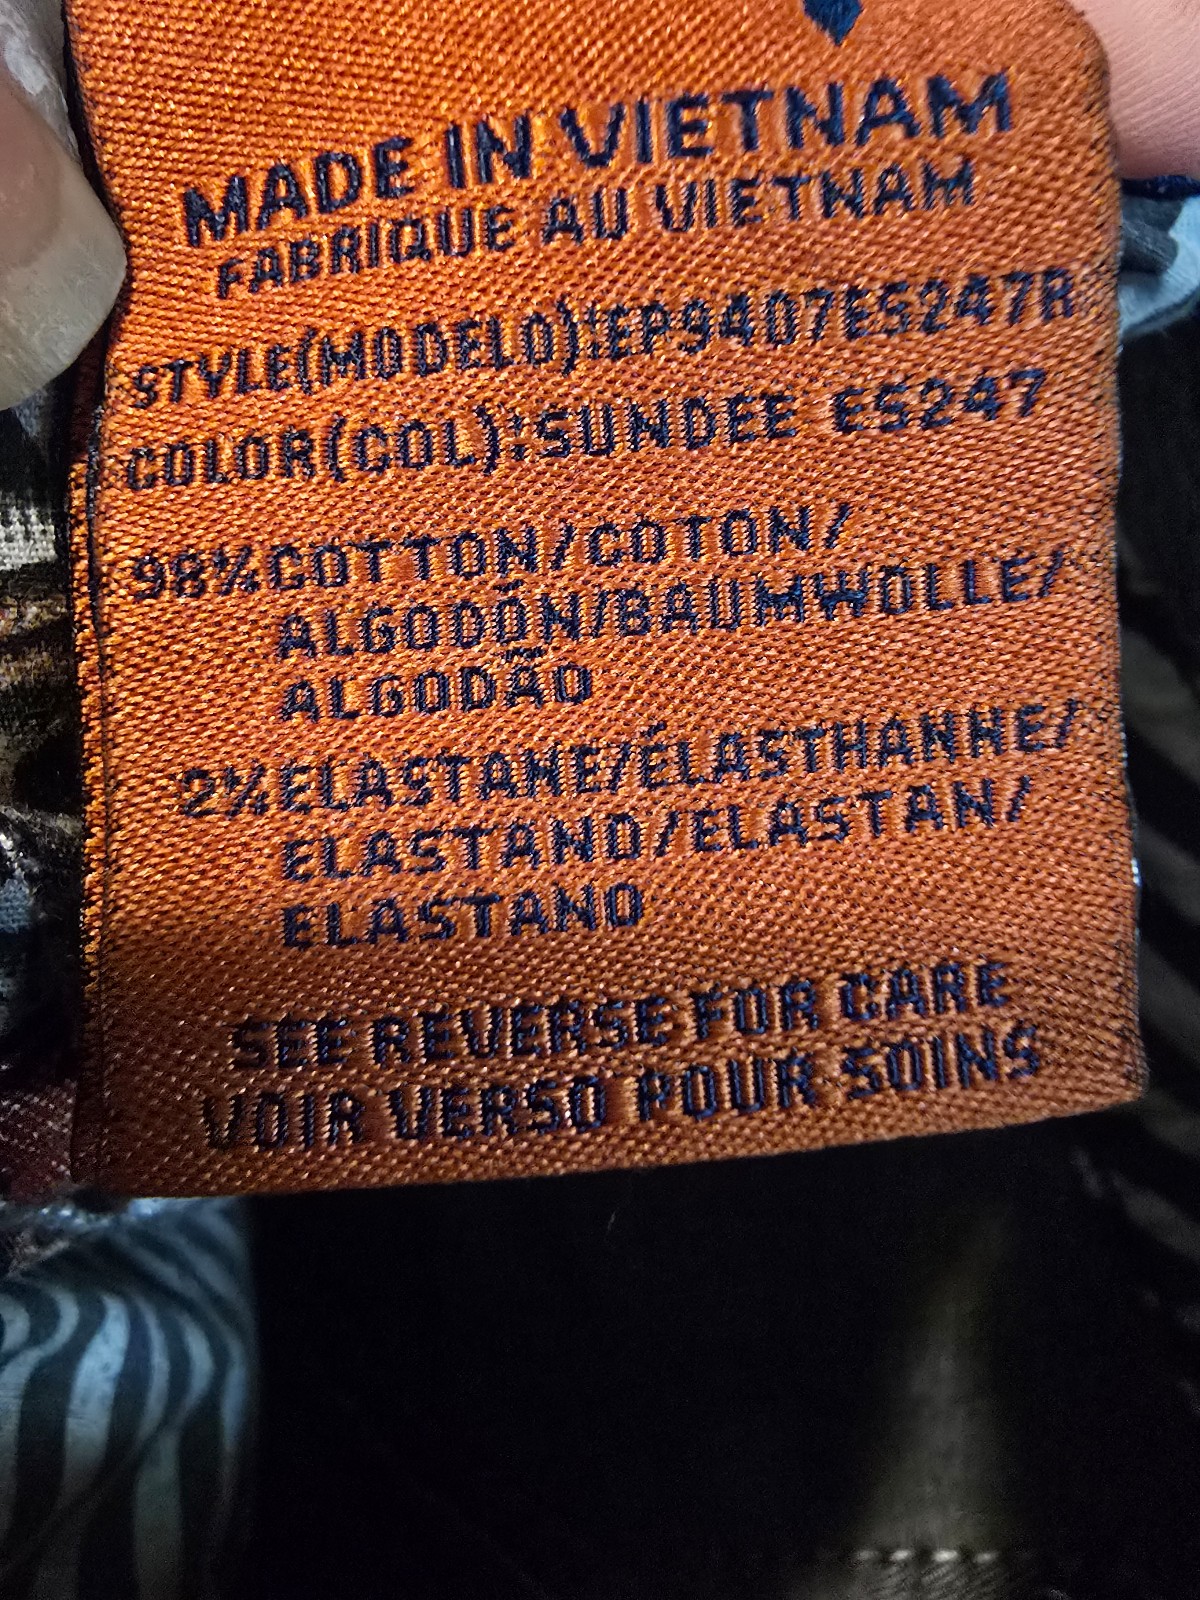 MADE IN VIETNAM
FABRIQUE AU VIETNAM
STYLE(MODELO):EP9407ES247R
COLOR(COL):SUNDEE ES247
98%COTTON/COTON/
ALGODÓN/BAUMWOLLE/
ALGODÃO
2%ELASTANE/ÉLASTHANNE/
ELASTANO/ELASTAN/
ELASTANO
SEE REVERSE FOR CARE
VOIR VERSO POUR SOINS